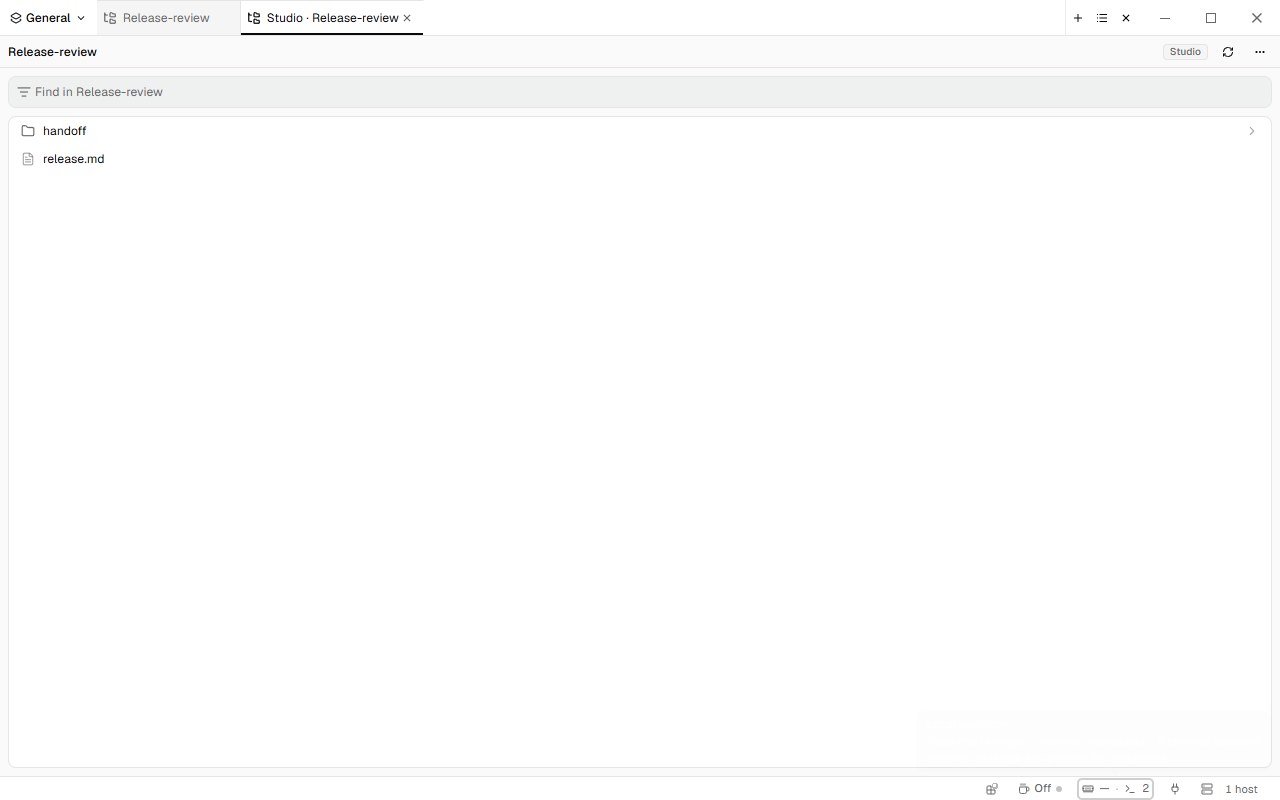 General
Release-review
Studio · Release-review
Release-review
Studio
Find in Release-review
handoff
release.md
Off
— · 2
1 host